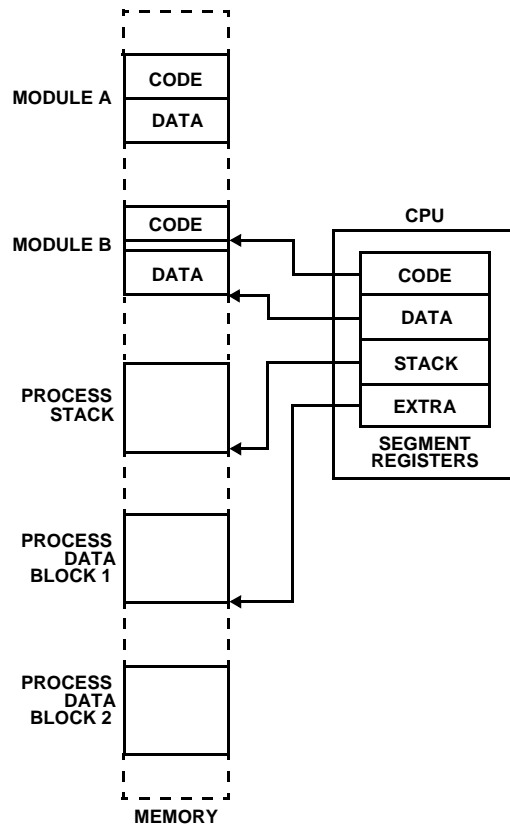 MODULE A
CODE
DATA
MODULE B
CODE
DATA
PROCESS
STACK
PROCESS
DATA
BLOCK 1
PROCESS
DATA
BLOCK 2
MEMORY
CPU
CODE
DATA
STACK
EXTRA
SEGMENT
REGISTERS